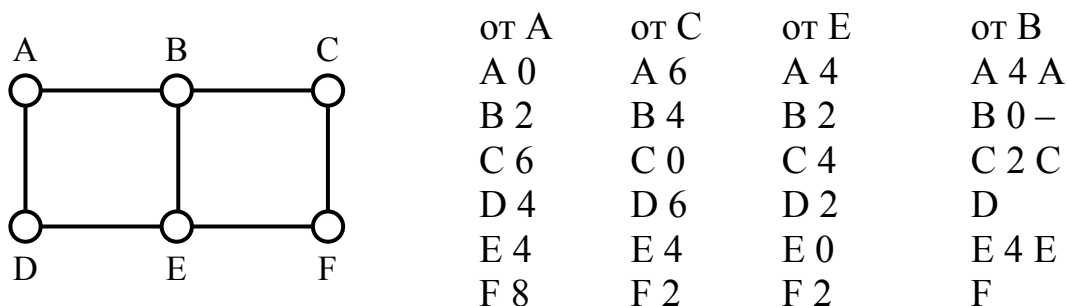 A B C
D E F
от A
A 0
B 2
C 6
D 4
E 4
F 8
от C
A 6
B 4
C 0
D 6
E 4
F 2
от E
A 4
B 2
C 4
D 2
E 0
F 2
от B
A 4 A
B 0 –
C 2 C
D
E 4 E
F